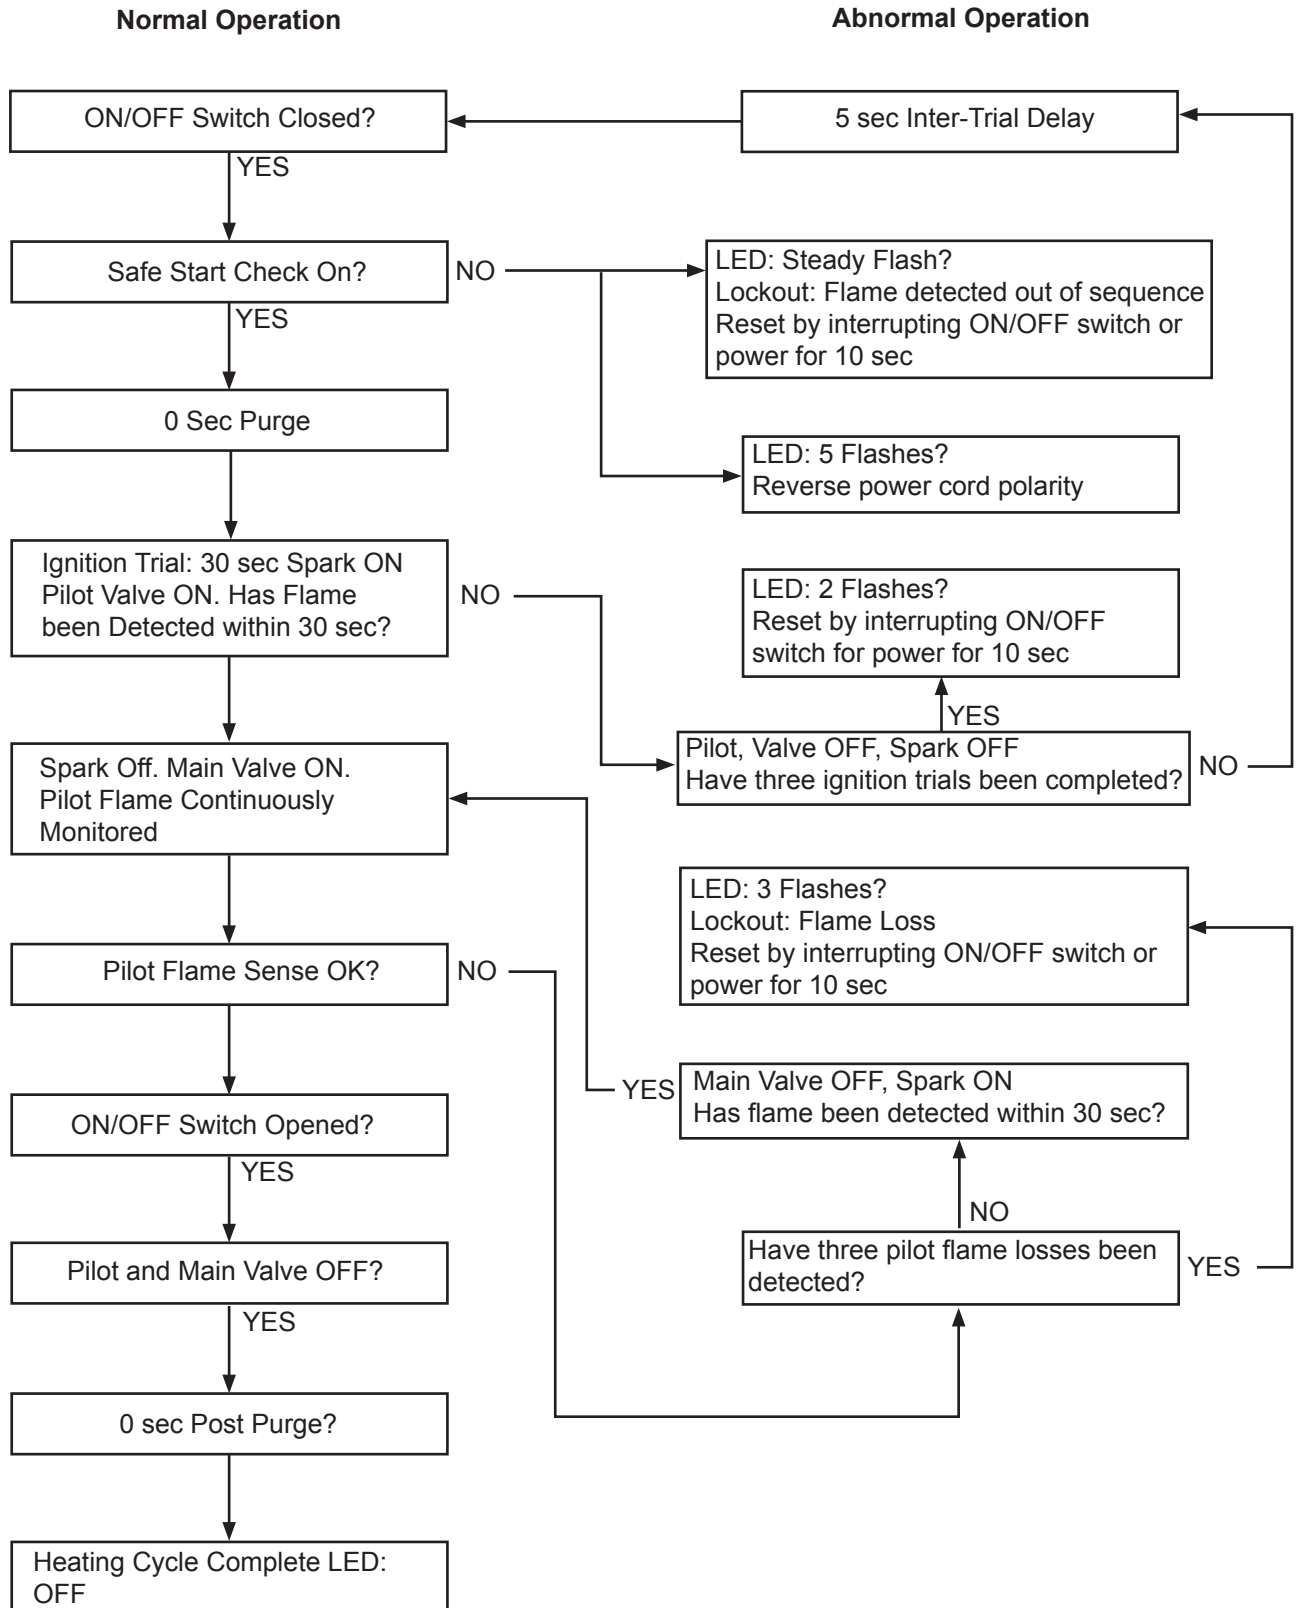 Normal Operation
Abnormal Operation
ON/OFF Switch Closed?
5 sec Inter-Trial Delay
YES
Safe Start Check On?
NO
LED: Steady Flash?
Lockout: Flame detected out of sequence
Reset by interrupting ON/OFF switch or
power for 10 sec
YES
0 Sec Purge
LED: 5 Flashes?
Reverse power cord polarity
Ignition Trial: 30 sec Spark ON
Pilot Valve ON. Has Flame
been Detected within 30 sec?
NO
LED: 2 Flashes?
Reset by interrupting ON/OFF
switch for power for 10 sec
YES
Pilot, Valve OFF, Spark OFF
Have three ignition trials been completed?
NO
Spark Off. Main Valve ON.
Pilot Flame Continuously
Monitored
LED: 3 Flashes?
Lockout: Flame Loss
Reset by interrupting ON/OFF switch or
power for 10 sec
Pilot Flame Sense OK?
NO
YES
Main Valve OFF, Spark ON
Has flame been detected within 30 sec?
ON/OFF Switch Opened?
YES
NO
Have three pilot flame losses been
detected?
YES
Pilot and Main Valve OFF?
YES
0 sec Post Purge?
Heating Cycle Complete LED:
OFF